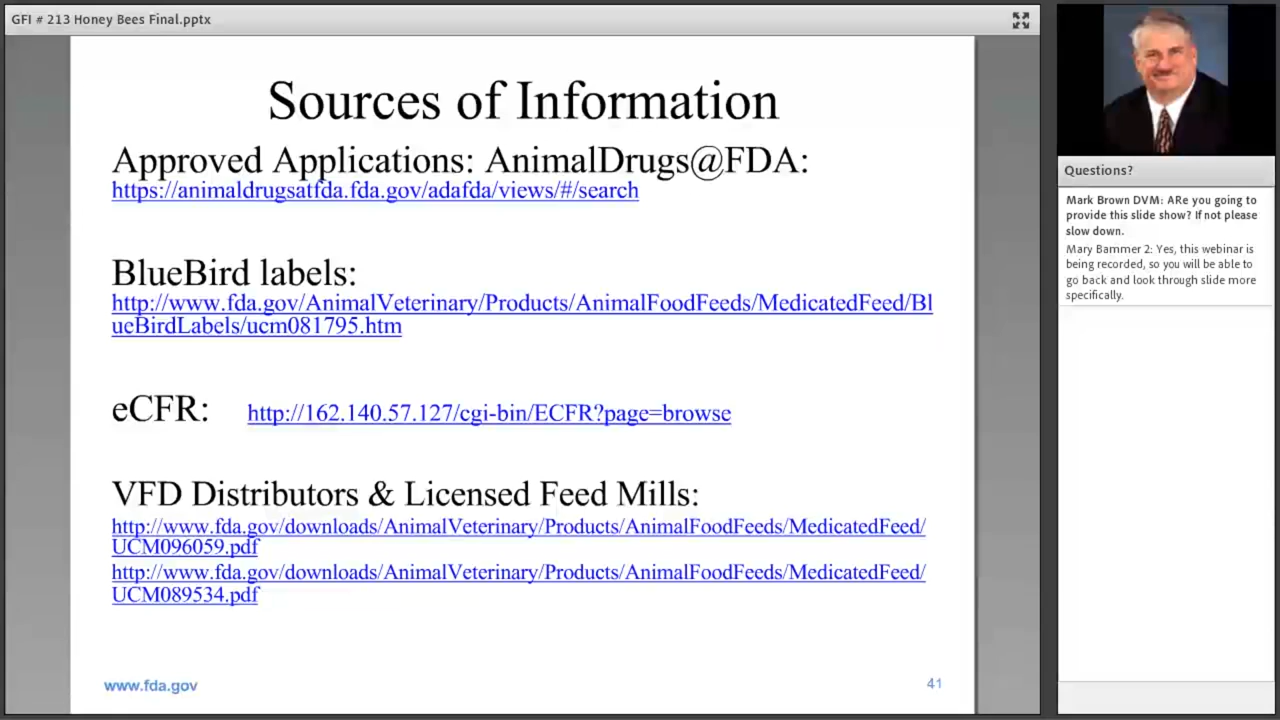 GFI # 213 Honey Bees Final.pptx
Sources of Information
Approved Applications: AnimalDrugs@FDA:
https://animaldrugsatfda.fda.gov/adafda/views/#/search
BlueBird labels:
http://www.fda.gov/AnimalVeterinary/Products/AnimalFoodFeeds/MedicatedFeed/Bl
ueBirdLabels/ucm081795.htm
eCFR: http://162.140.57.127/cgi-bin/ECFR?page=browse
VFD Distributors & Licensed Feed Mills:
http://www.fda.gov/downloads/AnimalVeterinary/Products/AnimalFoodFeeds/MedicatedFeed/
UCM096059.pdf
http://www.fda.gov/downloads/AnimalVeterinary/Products/AnimalFoodFeeds/MedicatedFeed/
UCM089534.pdf
www.fda.gov
41
Questions?
Mark Brown DVM: ARe you going to
provide this slide show? If not please
slow down.
Mary Bammer 2: Yes, this webinar is
being recorded, so you will be able to
go back and look through slide more
specifically.